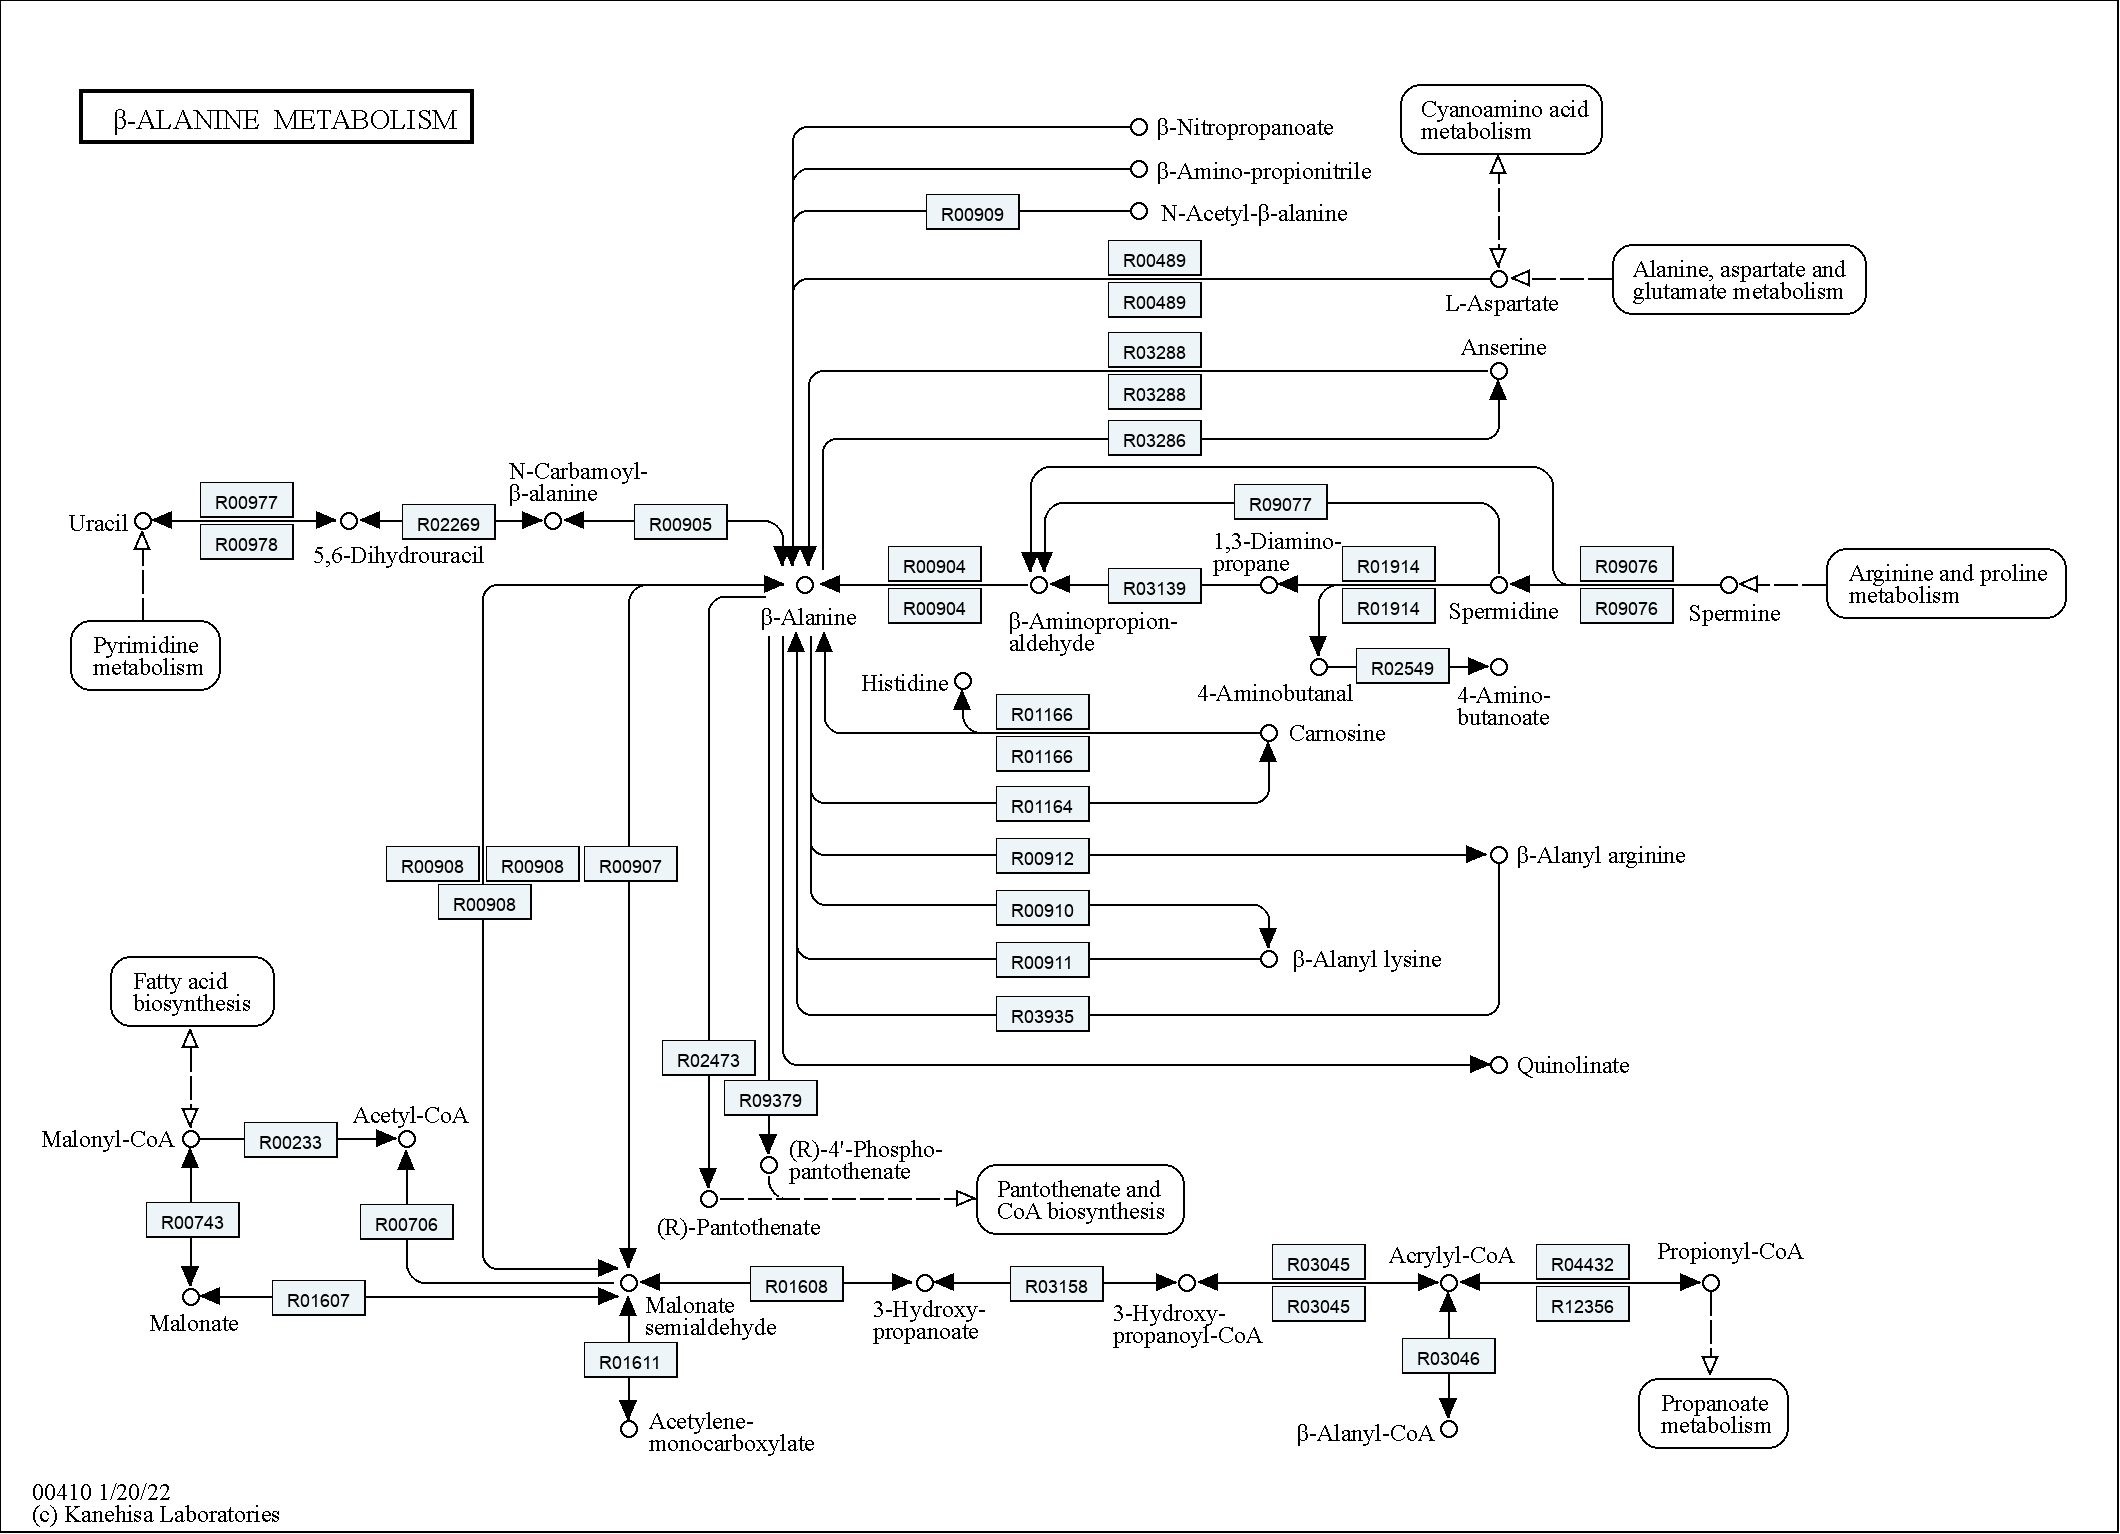 β-ALANINE METABOLISM
β-Nitropropanoate
β-Amino-propionitrile
R00909
N-Acetyl-β-alanine
Cyanoamino acid
metabolism
R00489
R00489
L-Aspartate
Alanine, aspartate and
glutamate metabolism
Anserine
R03288
R03288
R03286
Uracil
R00977
R00978
5,6-Dihydrouracil
R02269
N-Carbamoyl-
β-alanine
R00905
Pyrimidine
metabolism
β-Alanine
R00904
R00904
β-Aminopropion-
aldehyde
R03139
R09077
1,3-Diamino-
propane
R01914
R01914
Spermidine
R09076
R09076
Spermine
Arginine and proline
metabolism
4-Aminobutanal
R02549
4-Amino-
butanoate
Histidine
R01166
R01166
Carnosine
R01164
R00912
β-Alanyl arginine
R00910
R00911
β-Alanyl lysine
R03935
Quinolinate
R00908
R00908
R00908
R00907
R02473
R09379
(R)-4'-Phospho-
pantothenate
(R)-Pantothenate
Pantothenate and
CoA biosynthesis
Fatty acid
biosynthesis
Malonyl-CoA
R00233
Acetyl-CoA
R00743
R00706
Malonate
R01607
Malonate
semialdehyde
R01608
3-Hydroxy-
propanoate
R03158
3-Hydroxy-
propanoyl-CoA
R03045
R03045
Acrylyl-CoA
R04432
R12356
Propionyl-CoA
R01611
Acetylene-
monocarboxylate
R03046
β-Alanyl-CoA
Propanoate
metabolism
00410 1/20/22
(c) Kanehisa Laboratories